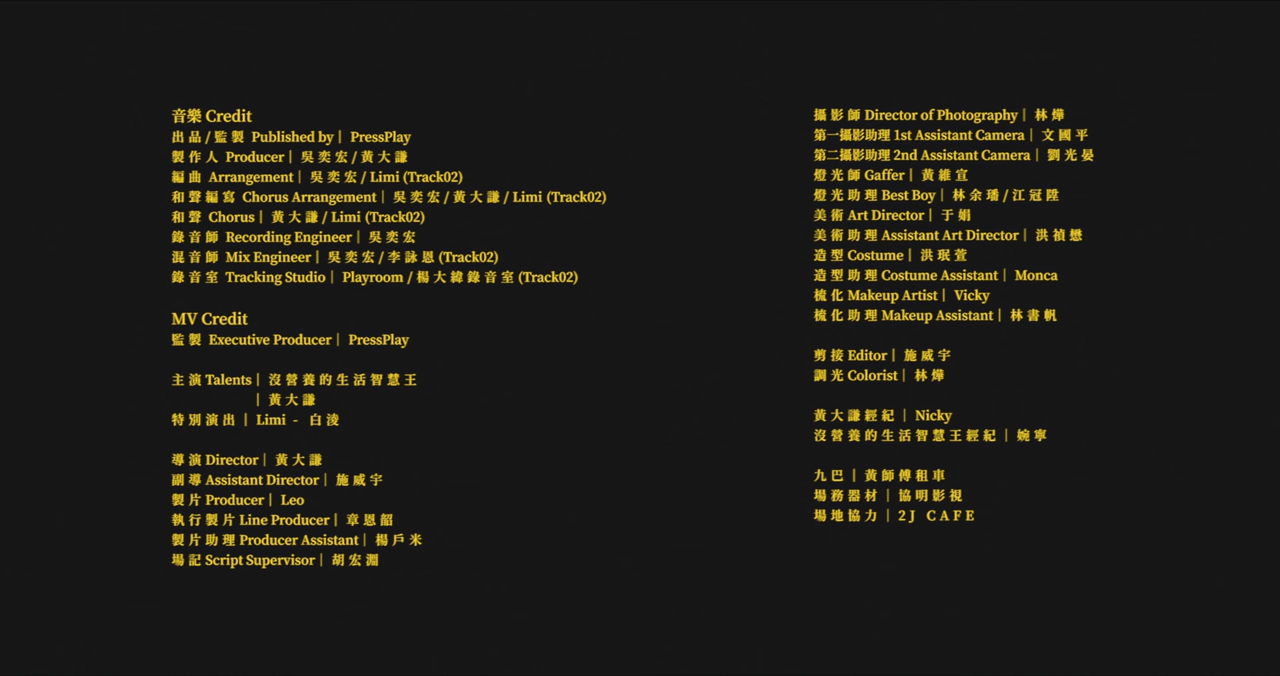 音樂 Credit
出品/監製 Published by | PressPlay
製作人 Producer | 吳奕宏/黃大謙
編曲 Arrangement | 吳奕宏/Limi (Track02)
和聲編寫 Chorus Arrangement | 吳奕宏/黃大謙/Limi (Track02)
和聲 Chorus | 黃大謙/Limi (Track02)
錄音師 Recording Engineer | 吳奕宏
混音師 Mix Engineer | 吳奕宏/李詠恩(Track02)
錄音室 Tracking Studio | Playroom /楊大緯錄音室(Track02)
MV Credit
監製 Executive Producer | PressPlay
主演 Talents | 沒營養的生活智慧王
| 黃大謙
特別演出 | Limi - 白淩
導演 Director | 黃大謙
副導 Assistant Director | 施威宇
製片 Producer | Leo
執行製片 Line Producer | 章恩韶
製片助理 Producer Assistant | 楊戶米
場記 Script Supervisor | 胡宏淵
攝影師 Director of Photography | 林燁
第一攝影助理 1st Assistant Camera | 文國平
第二攝影助理 2nd Assistant Camera | 劉光晏
燈光師 Gaffer | 黃維宣
燈光助理 Best Boy | 林余璠/江冠陞
美術 Art Director | 于娟
美術助理 Assistant Art Director | 洪禎懋
造型 Costume | 洪珉萱
造型助理 Costume Assistant | Monca
梳化 Makeup Artist | Vicky
梳化助理 Makeup Assistant | 林書帆
剪接 Editor | 施威宇
調光 Colorist | 林燁
黃大謙經紀 | Nicky
沒營養的生活智慧王經紀 | 婉寧
九巴 | 黃師傅租車
場務器材 | 協明影視
場地協力 | 2J CAFE